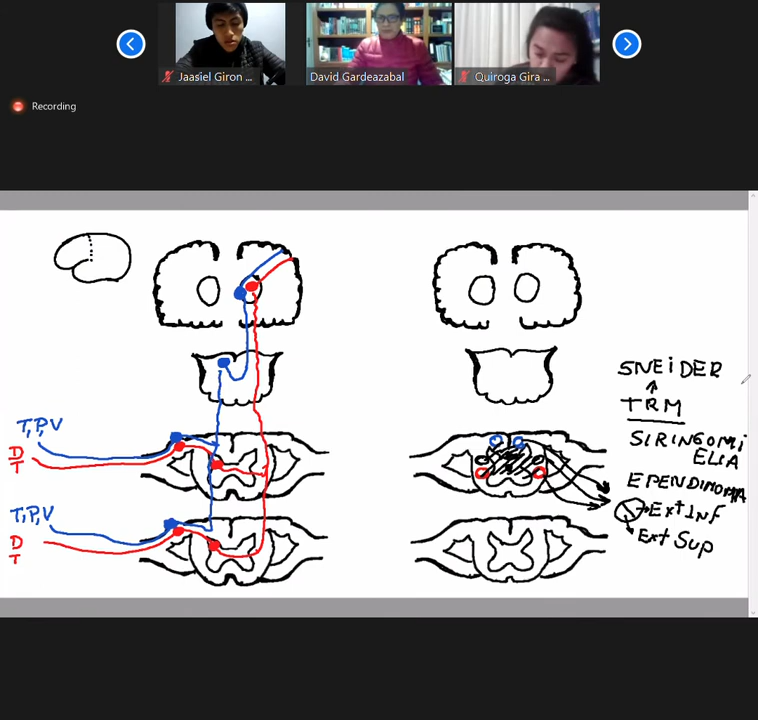 Jaasiel Giron ...
David Gardeazabal
Quiroga Gira ...
Recording
SNEIDER
TRM
SIRINGOMI
ELIA
EPENDIMOMA
Ext INF
Ext Sup
T,P,V
D
T
T,P,V
D
T